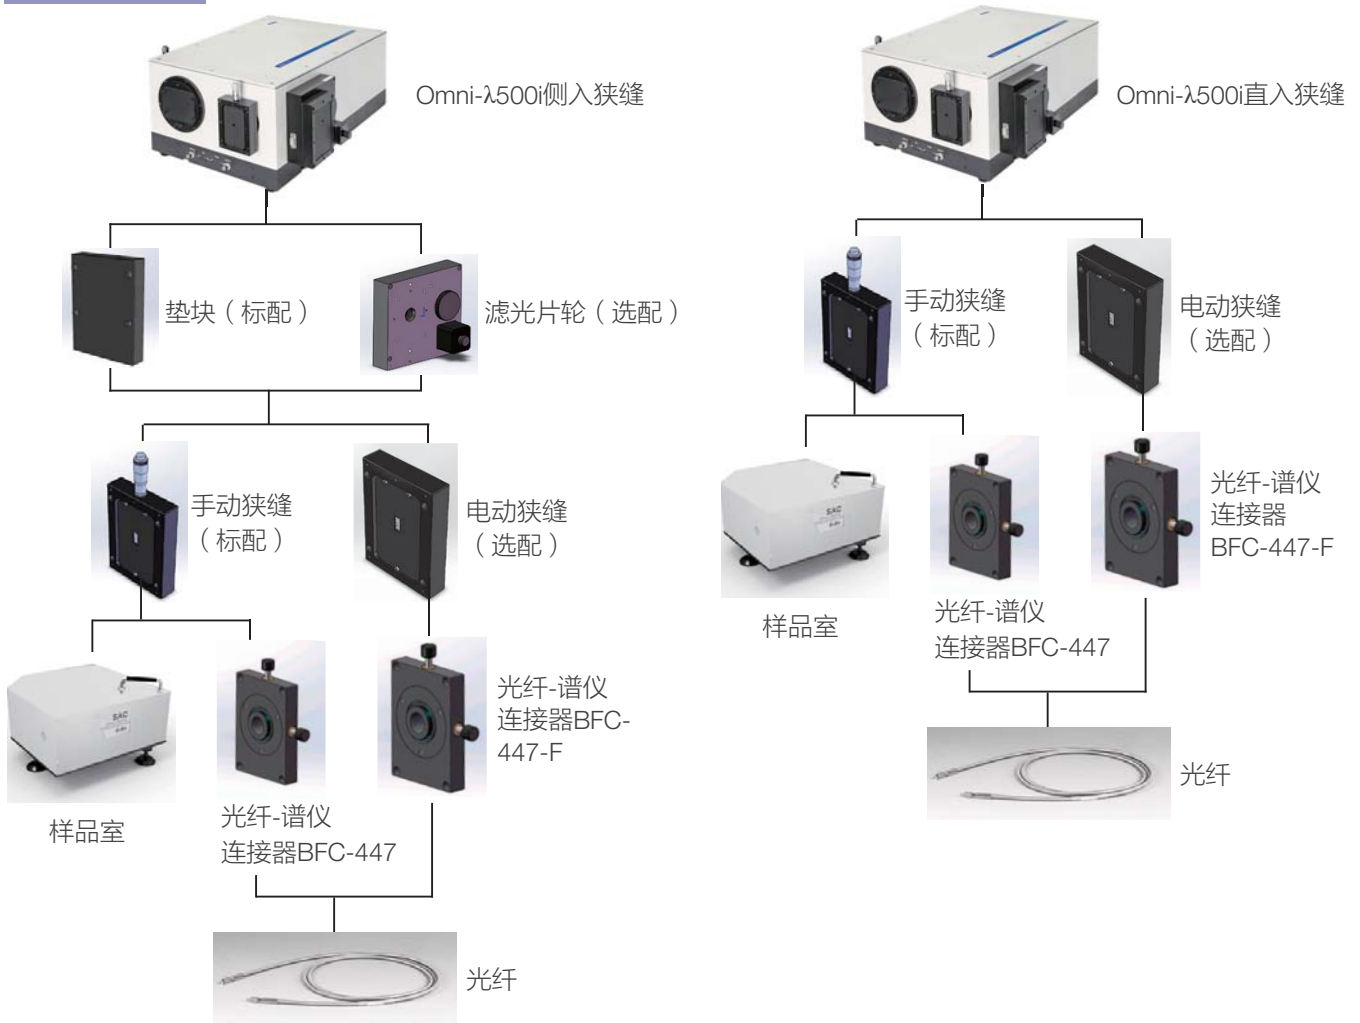 Omni-λ500i侧入狭缝
垫块（标配）
滤光片轮（选配）
手动狭缝
（标配）
电动狭缝
（选配）
SAC
样品室
光纤-谱仪
连接器BFC-447
光纤-谱仪
连接器BFC-
447-F
光纤
Omni-λ500i直入狭缝
手动狭缝
（标配）
电动狭缝
（选配）
SAC
样品室
光纤-谱仪
连接器BFC-447
光纤-谱仪
连接器
BFC-447-F
光纤